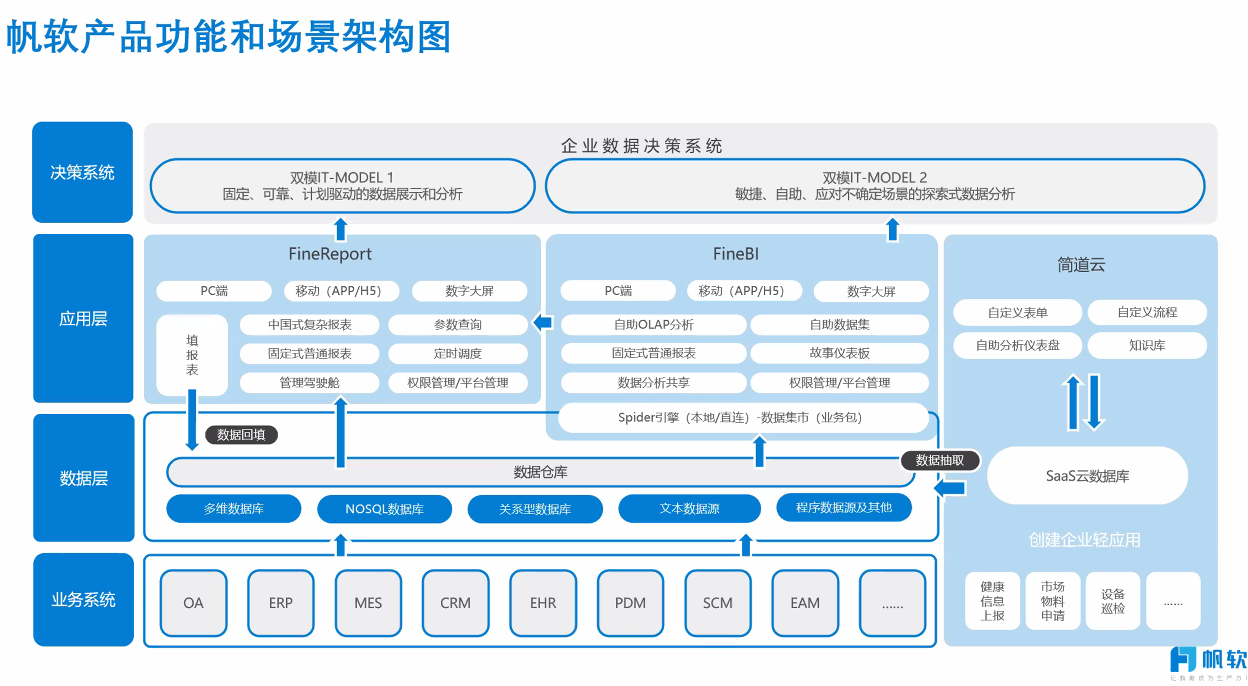 帆软产品功能和场景架构图
决策系统
企业数据决策系统
双模IT-MODEL 1
固定、可靠、计划驱动的数据展示和分析
双模IT-MODEL 2
敏捷、自助、应对不确定场景的探索式数据分析
应用层
FineReport
PC端
移动（APP/H5）
数字大屏
填
报
表
中国式复杂报表
参数查询
固定式普通报表
定时调度
管理驾驶舱
权限管理/平台管理
FineBI
PC端
移动（APP/H5）
数字大屏
自助OLAP分析
自助数据集
固定式普通报表
故事仪表板
数据分析共享
权限管理/平台管理
Spider引擎（本地/直连）-数据集市（业务包）
简道云
自定义表单
自定义流程
自助分析仪表盘
知识库
数据层
数据回填
数据抽取
数据仓库
多维数据库
NOSQL数据库
关系型数据库
文本数据源
程序数据源及其他
SaaS云数据库
创建企业轻应用
健康
信息
上报
市场
物料
申请
设备
巡检
......
业务系统
OA
ERP
MES
CRM
EHR
PDM
SCM
EAM
......
帆软
让数据成为生产力!